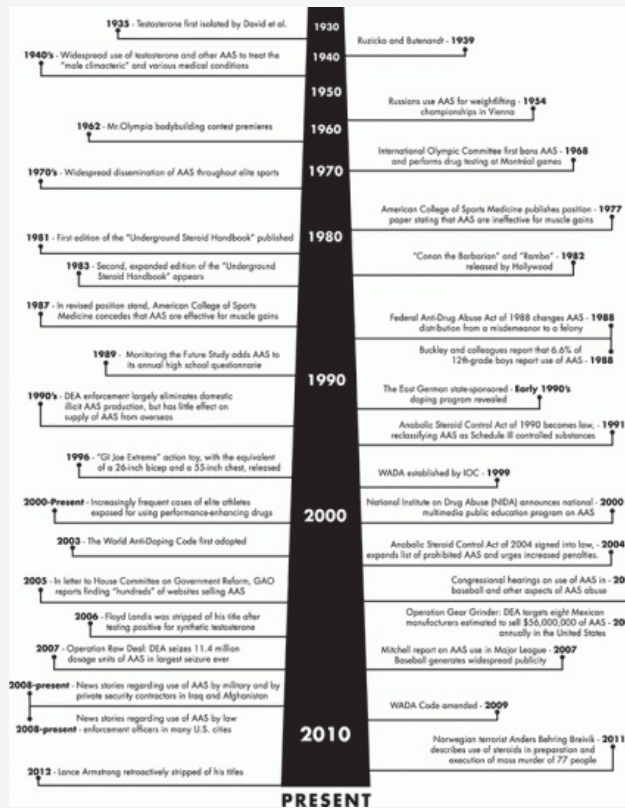 1935 - Testosterone first isolated by David et al.
1930
Ruzicka and Butenandt - 1939
1940's - Widespread use of testosterone and other AAS to treat the
"male climacteric" and various medical conditions
1940
1950
Russians use AAS for weightlifting - 1954
championships in Vienna
1962 - Mr.Olympia bodybuilding contest premieres
1960
International Olympic Committee first bans AAS - 1968
and performs drug testing at Montréal games
1970's - Widespread dissemination of AAS throughout elite sports
1970
American College of Sports Medicine publishes position - 1977
paper stating that AAS are ineffective for muscle gains
1981 - First edition of the "Underground Steroid Handbook" published
1980
1983 - Second, expanded edition of the "Underground
Steroid Handbook" appears
"Conan the Barbarian" and "Rambo" - 1982
released by Hollywood
1987 - In revised position stand, American College of Sports
Medicine concedes that AAS are effective for muscle gains
Federal Anti-Drug Abuse Act of 1988 changes AAS - 1988
distribution from a misdemeanor to a felony
Buckley and colleagues report that 6.6% of
12th-grade boys report use of AAS - 1988
1989 - Monitoring the Future Study adds AAS to
its annual high school questionnarie
1990
The East German state-sponsored - Early 1990's
doping program revealed
1990's - DEA enforcement largely eliminates domestic
illicit AAS production, but has little effect on
supply of AAS from overseas
Anabolic Steroid Control Act of 1990 becomes law, - 1991
reclassifying AAS as Schedule III controlled substances
1996 - "GI Joe Extreme" action toy, with the equivalent
of a 26-inch bicep and a 55-inch chest, released
WADA established by IOC - 1999
2000-Present - Increasingly frequent cases of elite athletes
exposed for using performance-enhancing drugs
2000
National Institute on Drug Abuse [NIDA] announces national - 2000
multimedia public education program on AAS
2003 - The World Anti-Doping Code first adopted
Anabolic Steroid Control Act of 2004 signed into law, - 2004
expands list of prohibited AAS and urges increased penalties.
2005 - In letter to House Committee on Government Reform, GAO
reports finding "hundreds" of websites selling AAS
Congressional hearings on use of AAS in - 20
baseball and other aspects of AAS abuse
2006 - Floyd Landis was stripped of his title after
testing positive for synthetic testosterone
Operation Gear Grinder: DEA targets eight Mexican
manufacturers estimated to sell $56,000,000 of AAS - 20
annually in the United States
2007 - Operation Raw Deal: DEA seizes 11.4 million
dosage units of AAS in largest seizure ever
Mitchell report on AAS use in Major League - 2007
Baseball generates widespread publicity
2008-present - News stories regarding use of AAS by military and by
private security contractors in Iraq and Afghanistan
News stories regarding use of AAS by law
2008-present - enforcement officers in many U.S. cities
WADA Code amended - 2009
2010
Norwegian terrorist Anders Behring Breivik - 2011
describes use of steroids in preparation and
execution of mass murder of 77 people
2012 - Lance Armstrong retroactively stripped of his titles
PRESENT